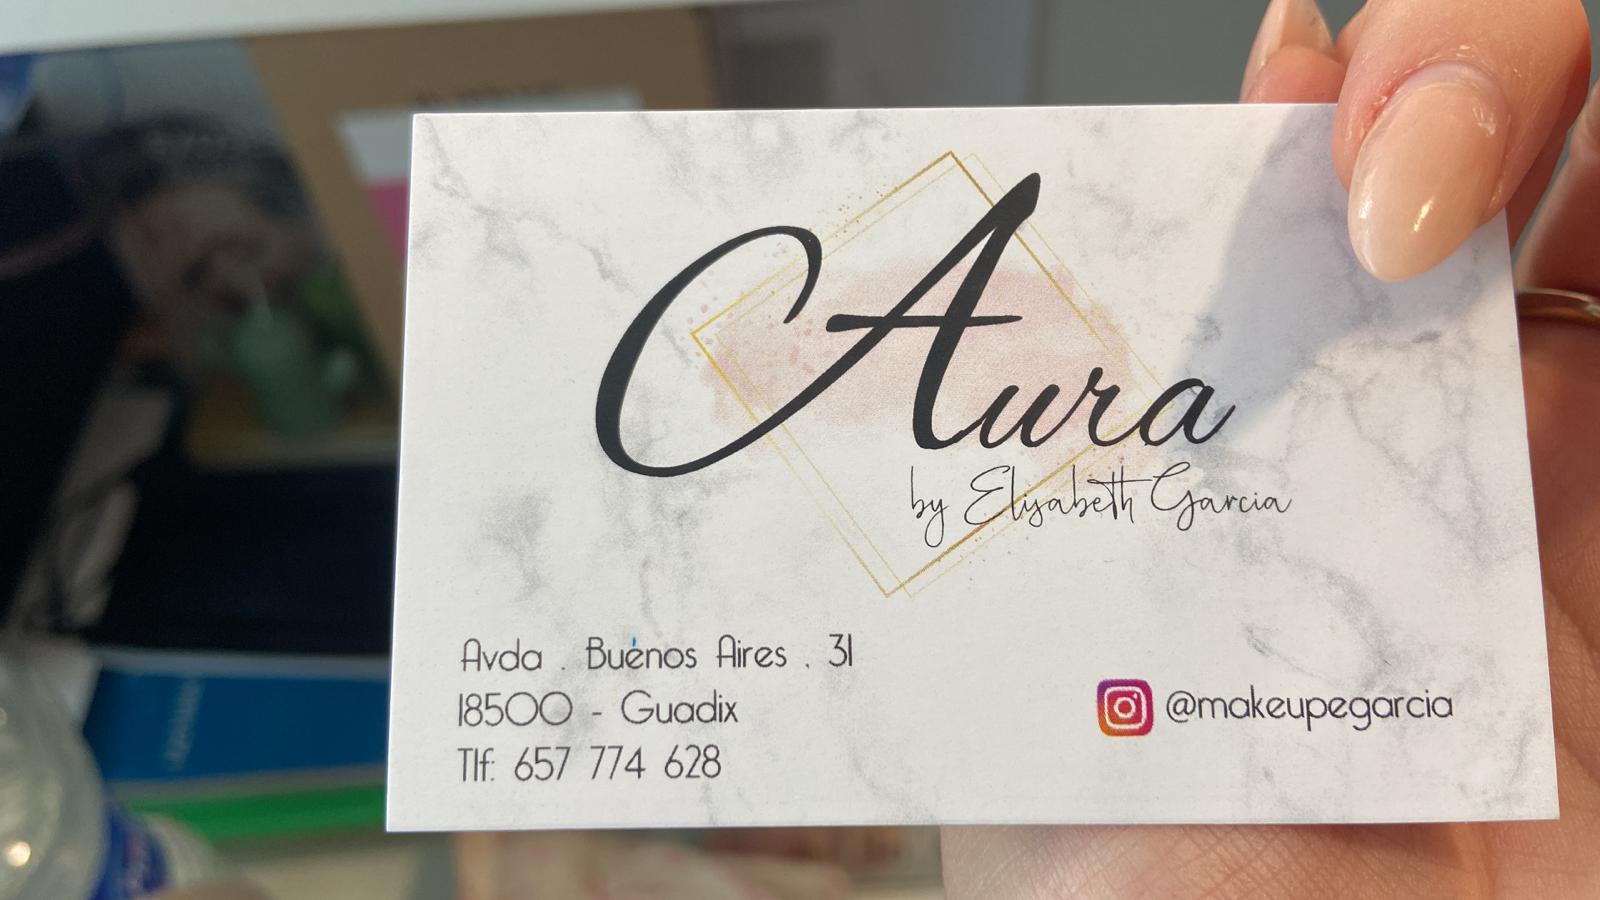 Aura
by Elisabeth Garcia
Avda . Buenos Aires . 31
18500 - Guadix
Tlf: 657 774 628
@makeupegarcia